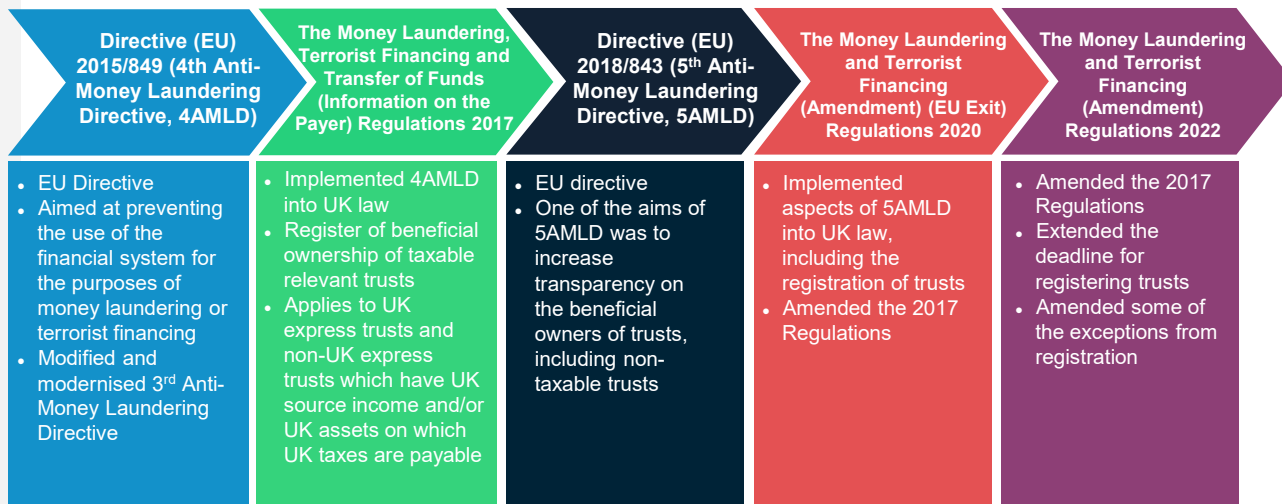 Directive (EU)
2015/849 (4th Anti-
Money Laundering
Directive, 4AMLD)
The Money Laundering,
Terrorist Financing and
Transfer of Funds
(Information on the
Payer) Regulations 2017
Directive (EU)
2018/843 (5th Anti-
Money Laundering
Directive, 5AMLD)
The Money Laundering
and Terrorist
Financing
(Amendment) (EU Exit)
Regulations 2020
The Money Laundering
and Terrorist
Financing
(Amendment)
Regulations 2022
• EU Directive
• Aimed at preventing
the use of the
financial system for
the purposes of
money laundering or
terrorist financing
• Modified and
modernised 3rd Anti-
Money Laundering
Directive
• Implemented 4AMLD
into UK law
• Register of beneficial
ownership of taxable
relevant trusts
• Applies to UK
express trusts and
non-UK express
trusts which have UK
source income and/or
UK assets on which
UK taxes are payable
• EU directive
• One of the aims of
5AMLD was to
increase
transparency on
the beneficial
owners of trusts,
including non-
taxable trusts
• Implemented
aspects of 5AMLD
into UK law,
including the
registration of trusts
• Amended the 2017
Regulations
• Amended the 2017
Regulations
• Extended the
deadline for
registering trusts
• Amended some of
the exceptions from
registration